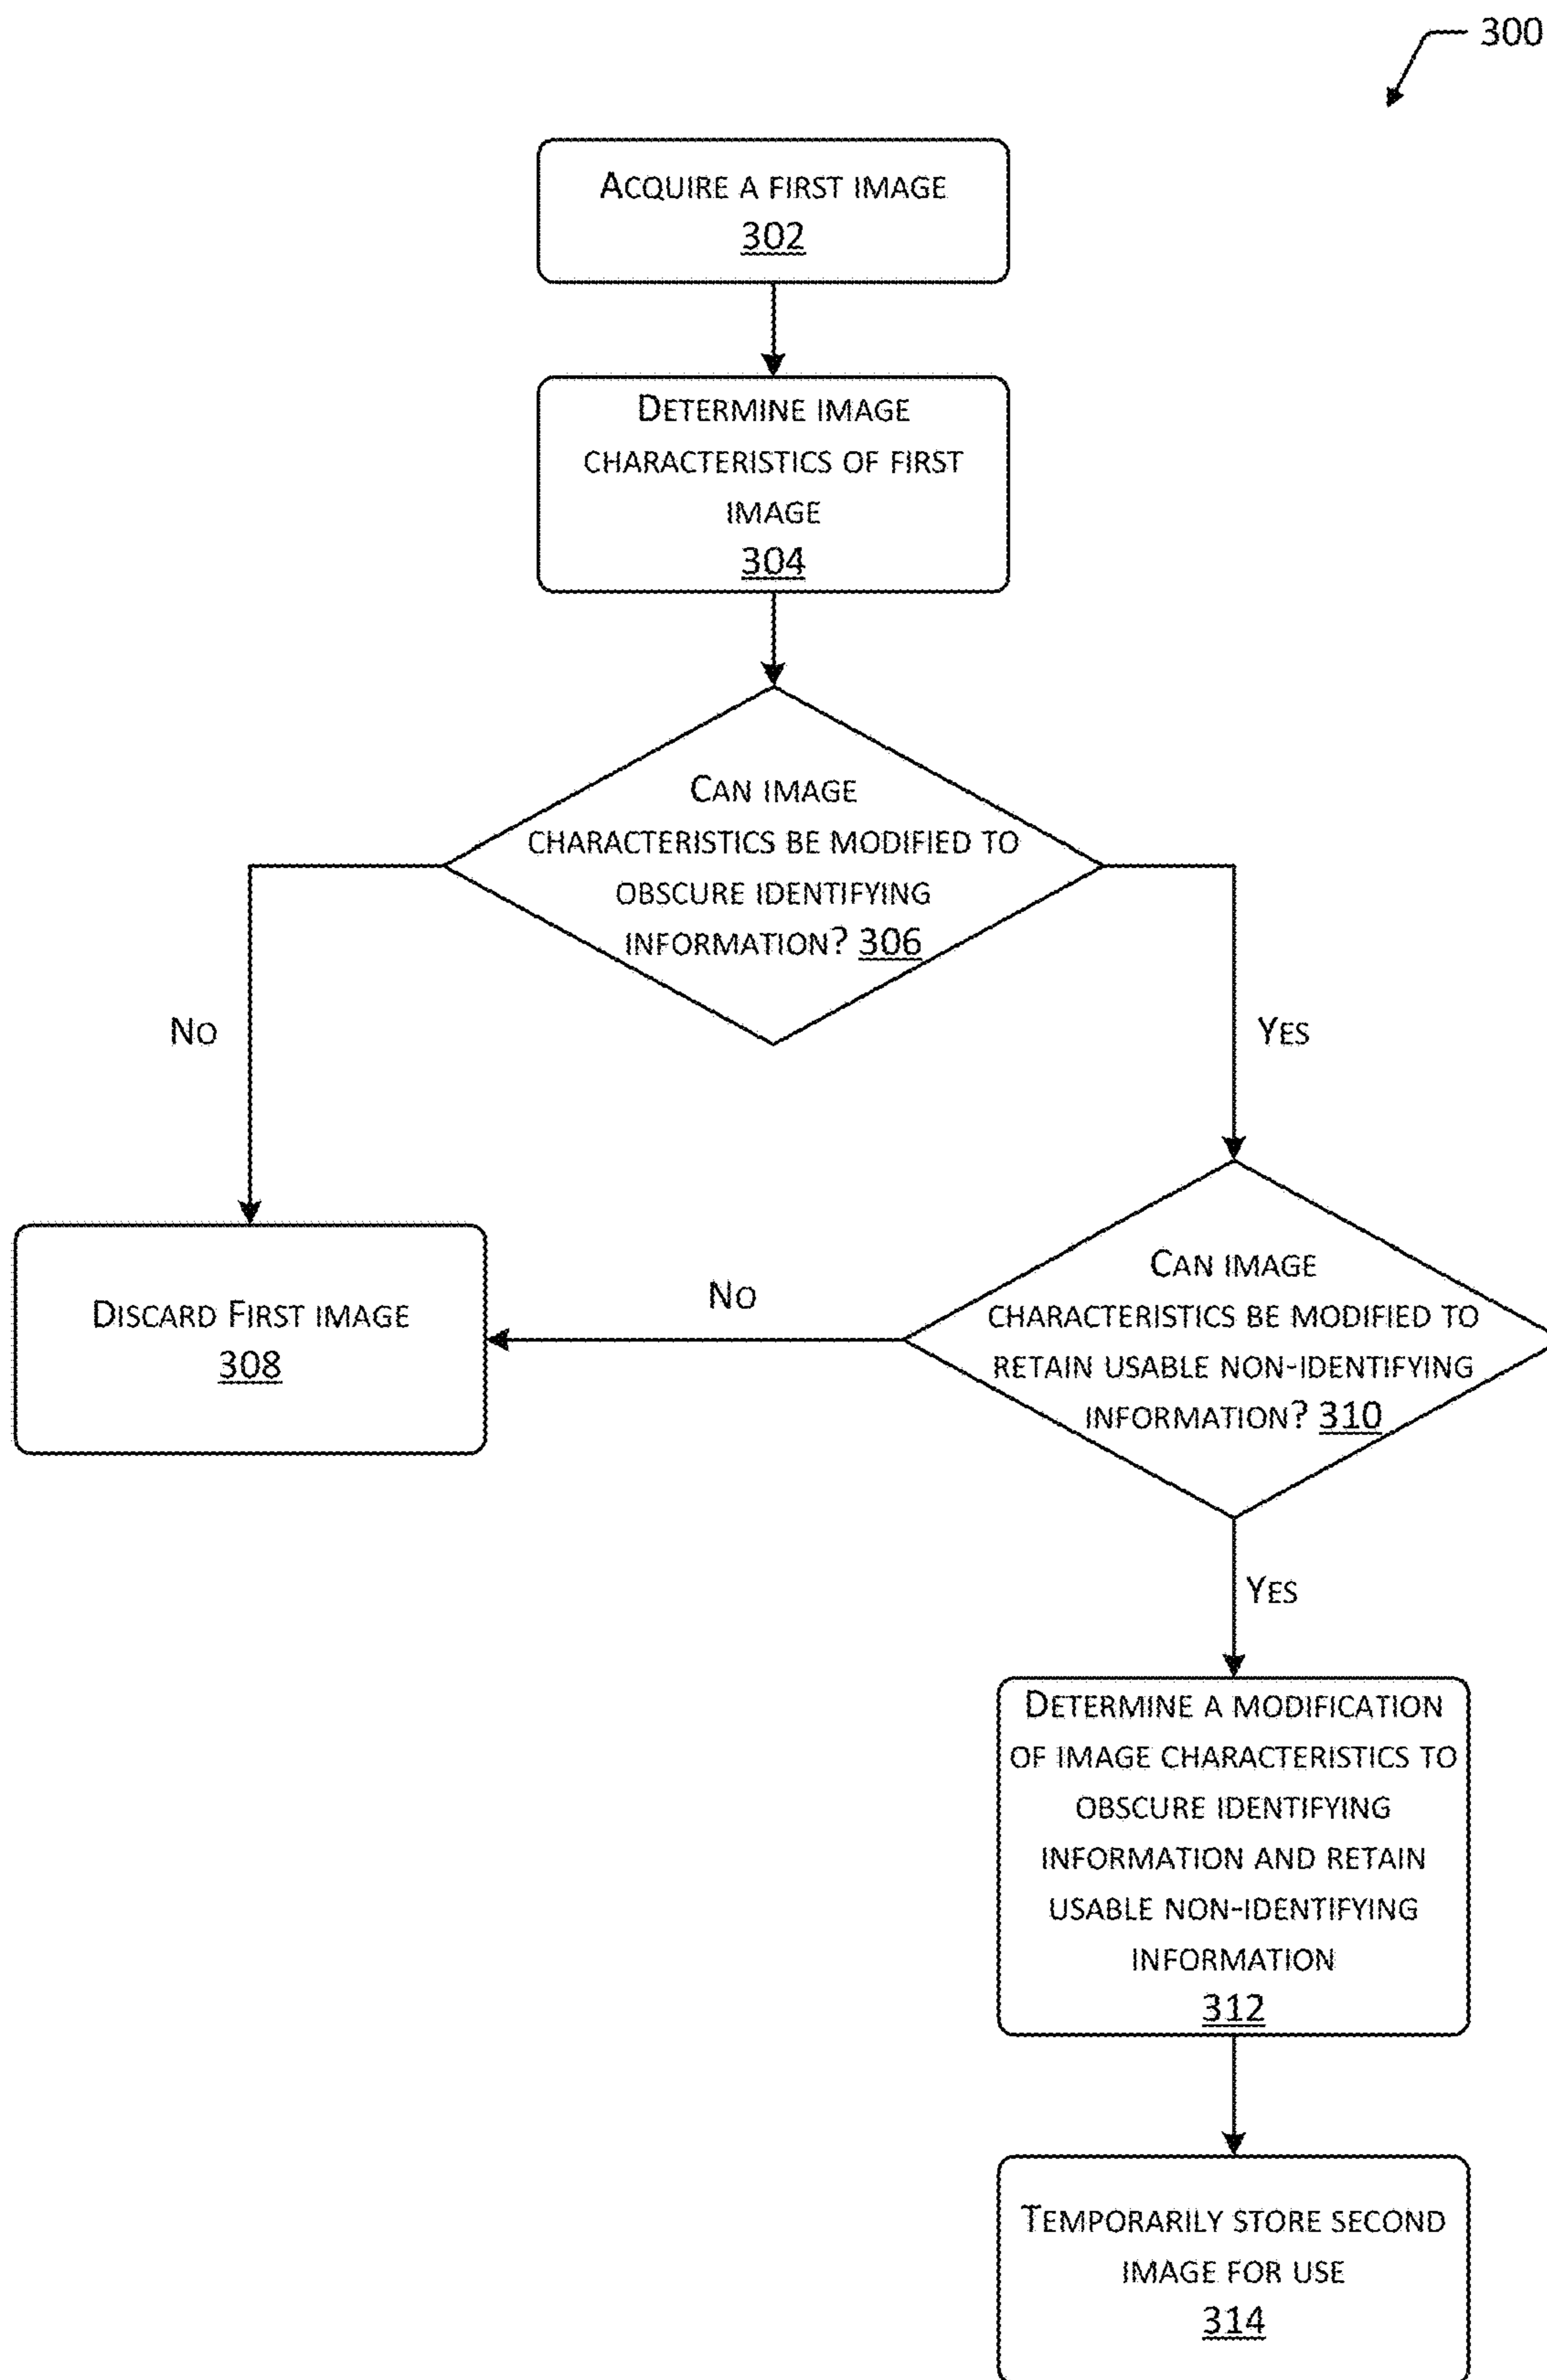 300
ACQUIRE A FIRST IMAGE
302
DETERMINE IMAGE
CHARACTERISTICS OF FIRST
IMAGE
304
CAN IMAGE
CHARACTERISTICS BE MODIFIED TO
OBSCURE IDENTIFYING
INFORMATION? 306
NO
YES
DISCARD FIRST IMAGE
308
NO
CAN IMAGE
CHARACTERISTICS BE MODIFIED TO
RETAIN USABLE NON-IDENTIFYING
INFORMATION? 310
YES
DETERMINE A MODIFICATION
OF IMAGE CHARACTERISTICS TO
OBSCURE IDENTIFYING
INFORMATION AND RETAIN
USABLE NON-IDENTIFYING
INFORMATION
312
TEMPORARILY STORE SECOND
IMAGE FOR USE
314